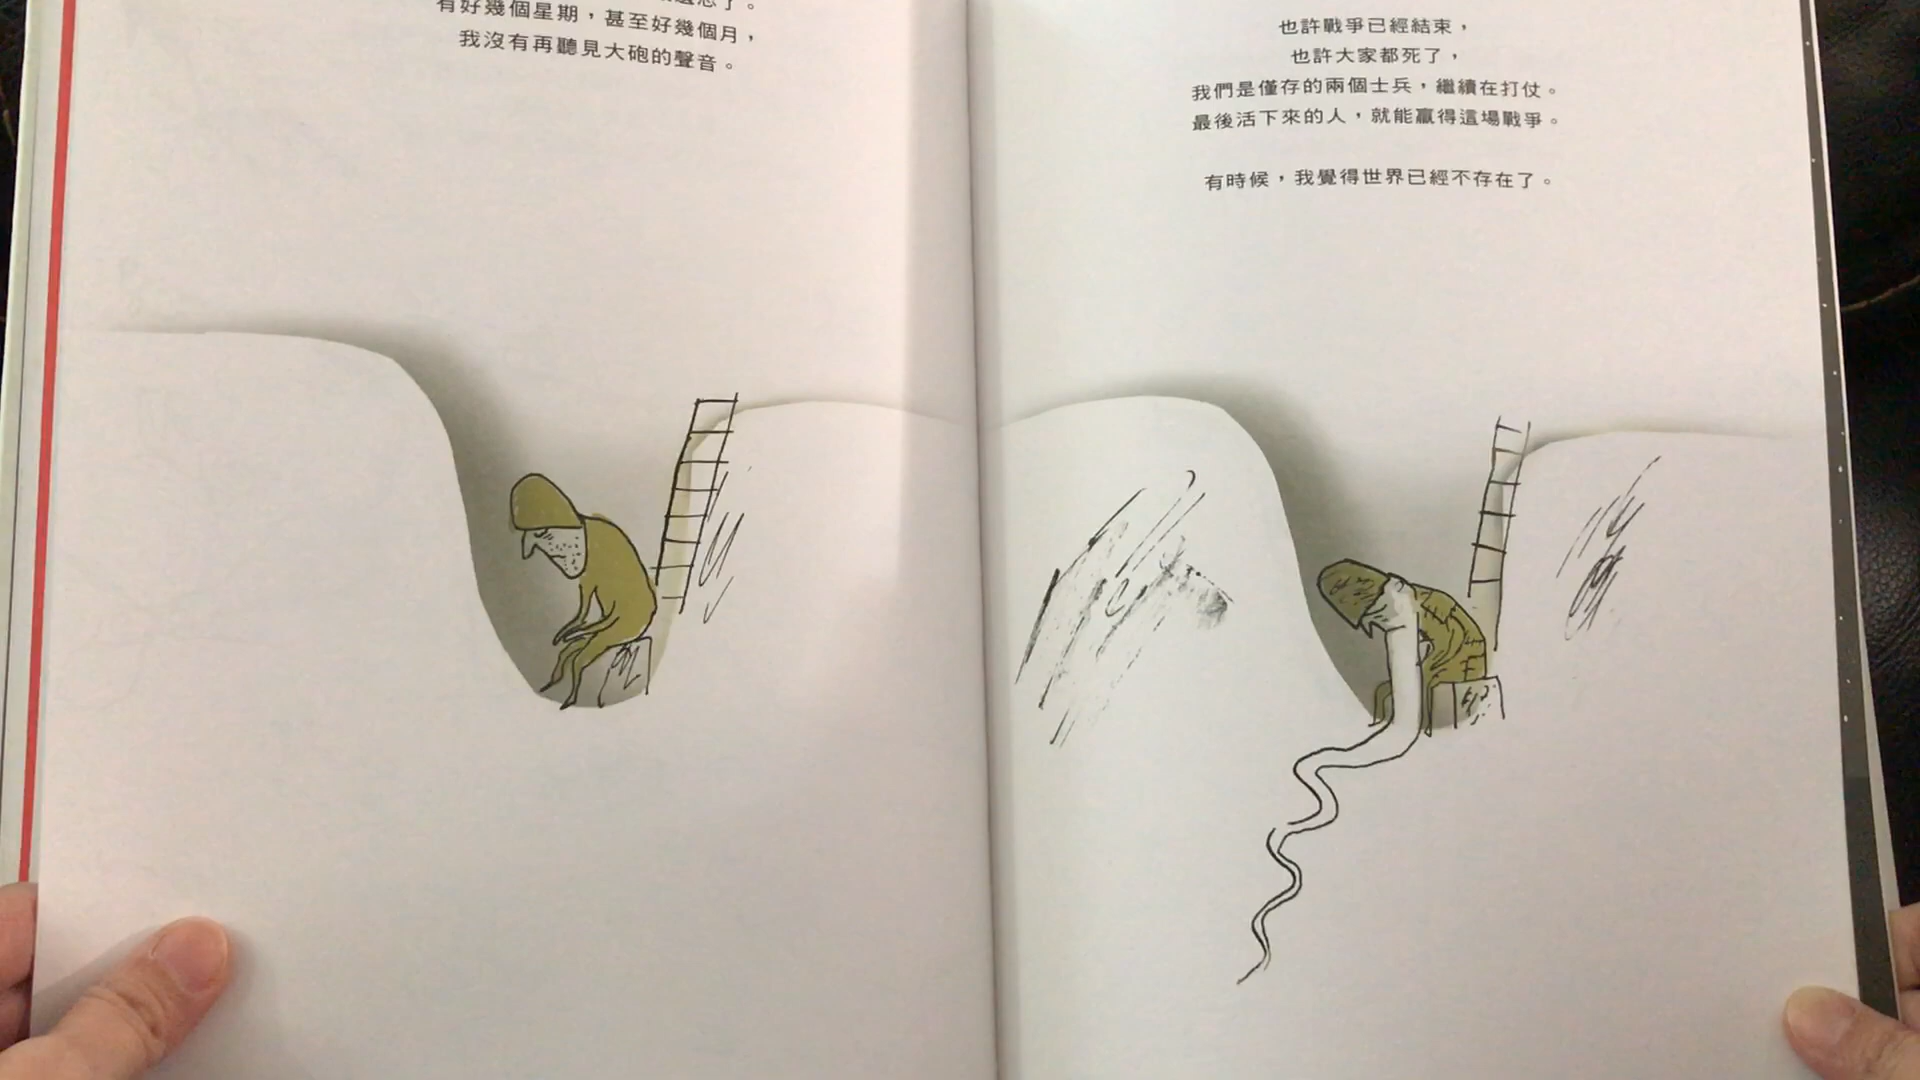 忘了。
有好幾個星期，甚至好幾個月，
我沒有再聽見大砲的聲音。
也許戰爭已經結束，
也許大家都死了，
我們是僅存的兩個士兵，繼續在打仗。
最後活下來的人，就能贏得這場戰爭。
有時候，我覺得世界已經不存在了。